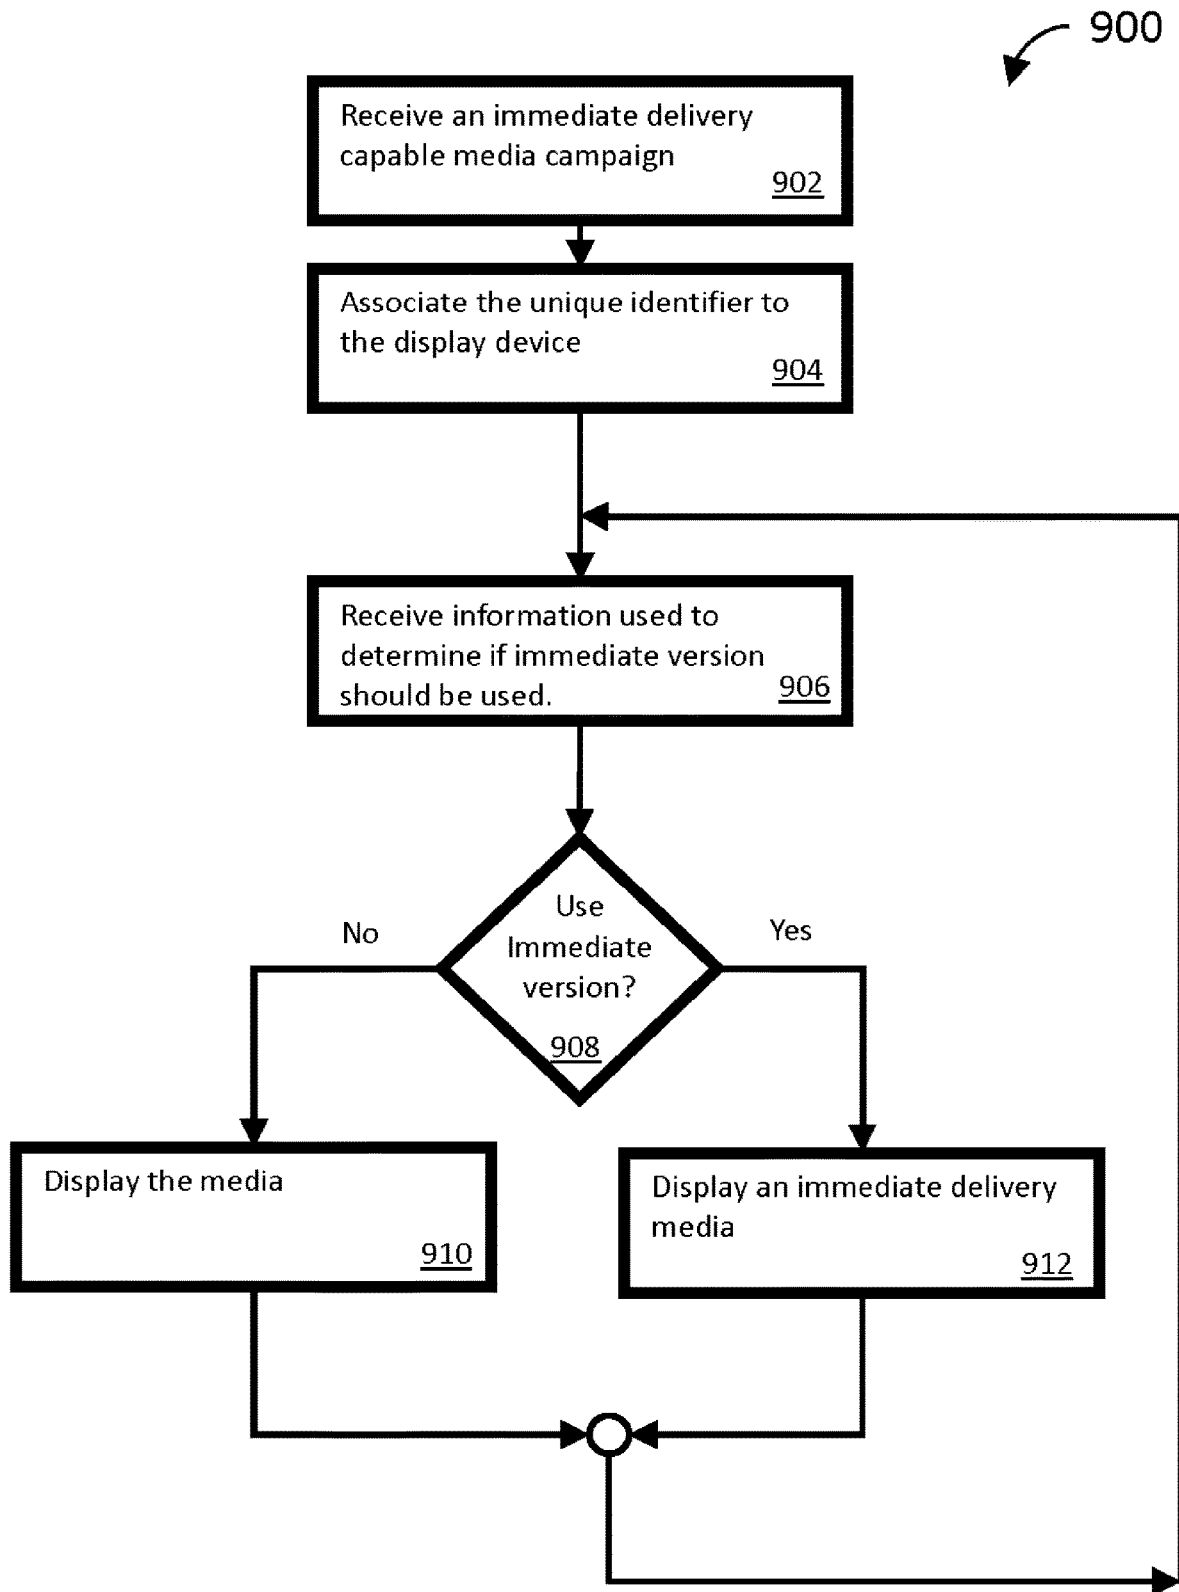 900
Receive an immediate delivery
capable media campaign
902
Associate the unique identifier to
the display device
904
Receive information used to
determine if immediate version
should be used.
906
Use
Immediate
version?
908
No
Yes
Display the media
910
Display an immediate delivery
media
912